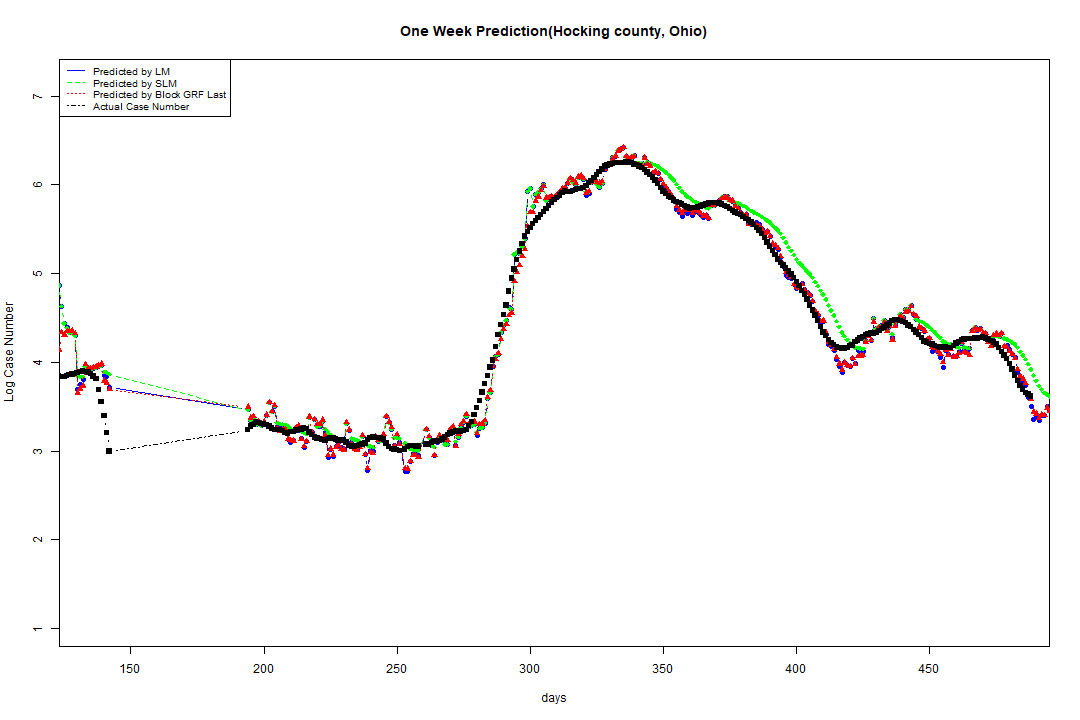 One Week Prediction(Hocking county, Ohio)
Predicted by LM
Predicted by SLM
Predicted by Block GRF Last
Actual Case Number
7
6
5
4
3
2
1
Log Case Number
150 200 250 300 350 400 450
days